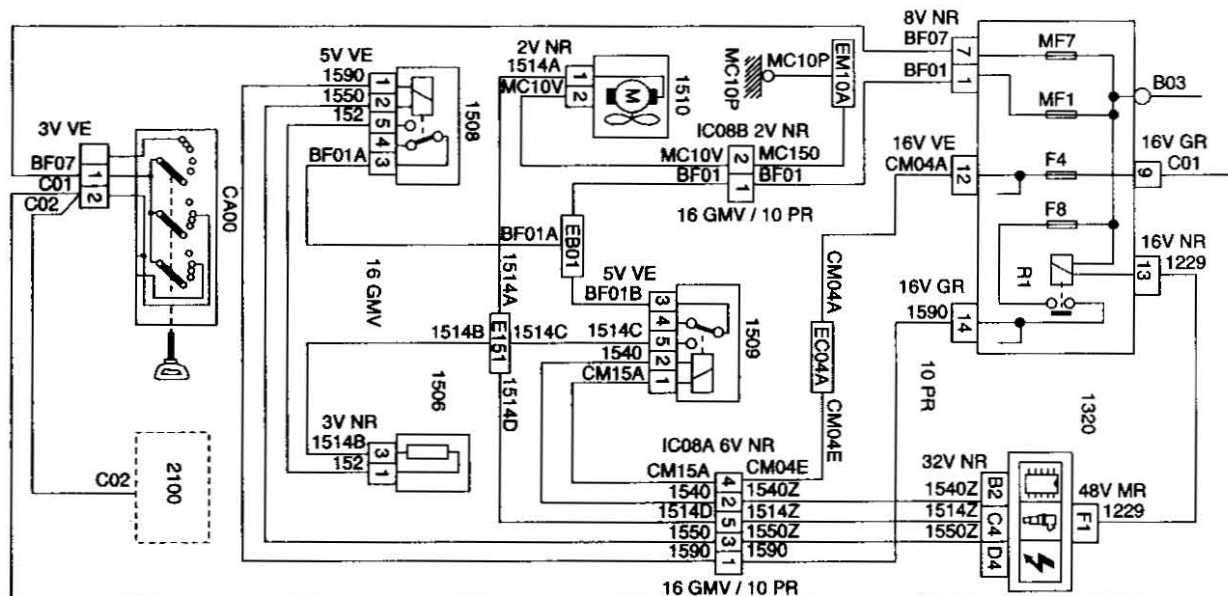 3V VE
BF07
C01
C02
1
2
CA00
C02
2100
5V VE
1590
1550
152
BF01A
1
2
5
4
3
1508
2V NR
1514A
MC10V
1
2
M
1510
MC10P
MC10P
EM10A
IC08B 2V NR
MC10V
BF01
2
1
MC150
BF01
16 GMV / 10 PR
BF01A
EB01
16 GMV
1514A
1514B
E151
1514C
1514D
5V VE
BF01B
1514C
1540
CM15A
3
4
5
2
1
1509
1506
3V NR
1514B
152
3
1
CM04A
EC04A
CM04E
IC08A 6V NR
CM15A
1540
1514D
1550
1590
4
2
5
3
1
CM04E
1540Z
1514Z
1550Z
1590
16 GMV / 10 PR
8V NR
BF07
BF01
7
1
MF7
MF1
B03
16V VE
CM04A
12
F4
F8
16V GR
9
C01
16V NR
13
1229
R1
16V GR
1590
14
10 PR
1320
32V NR
1540Z
1514Z
1550Z
B2
C4
D4
48V MR
F1
1229